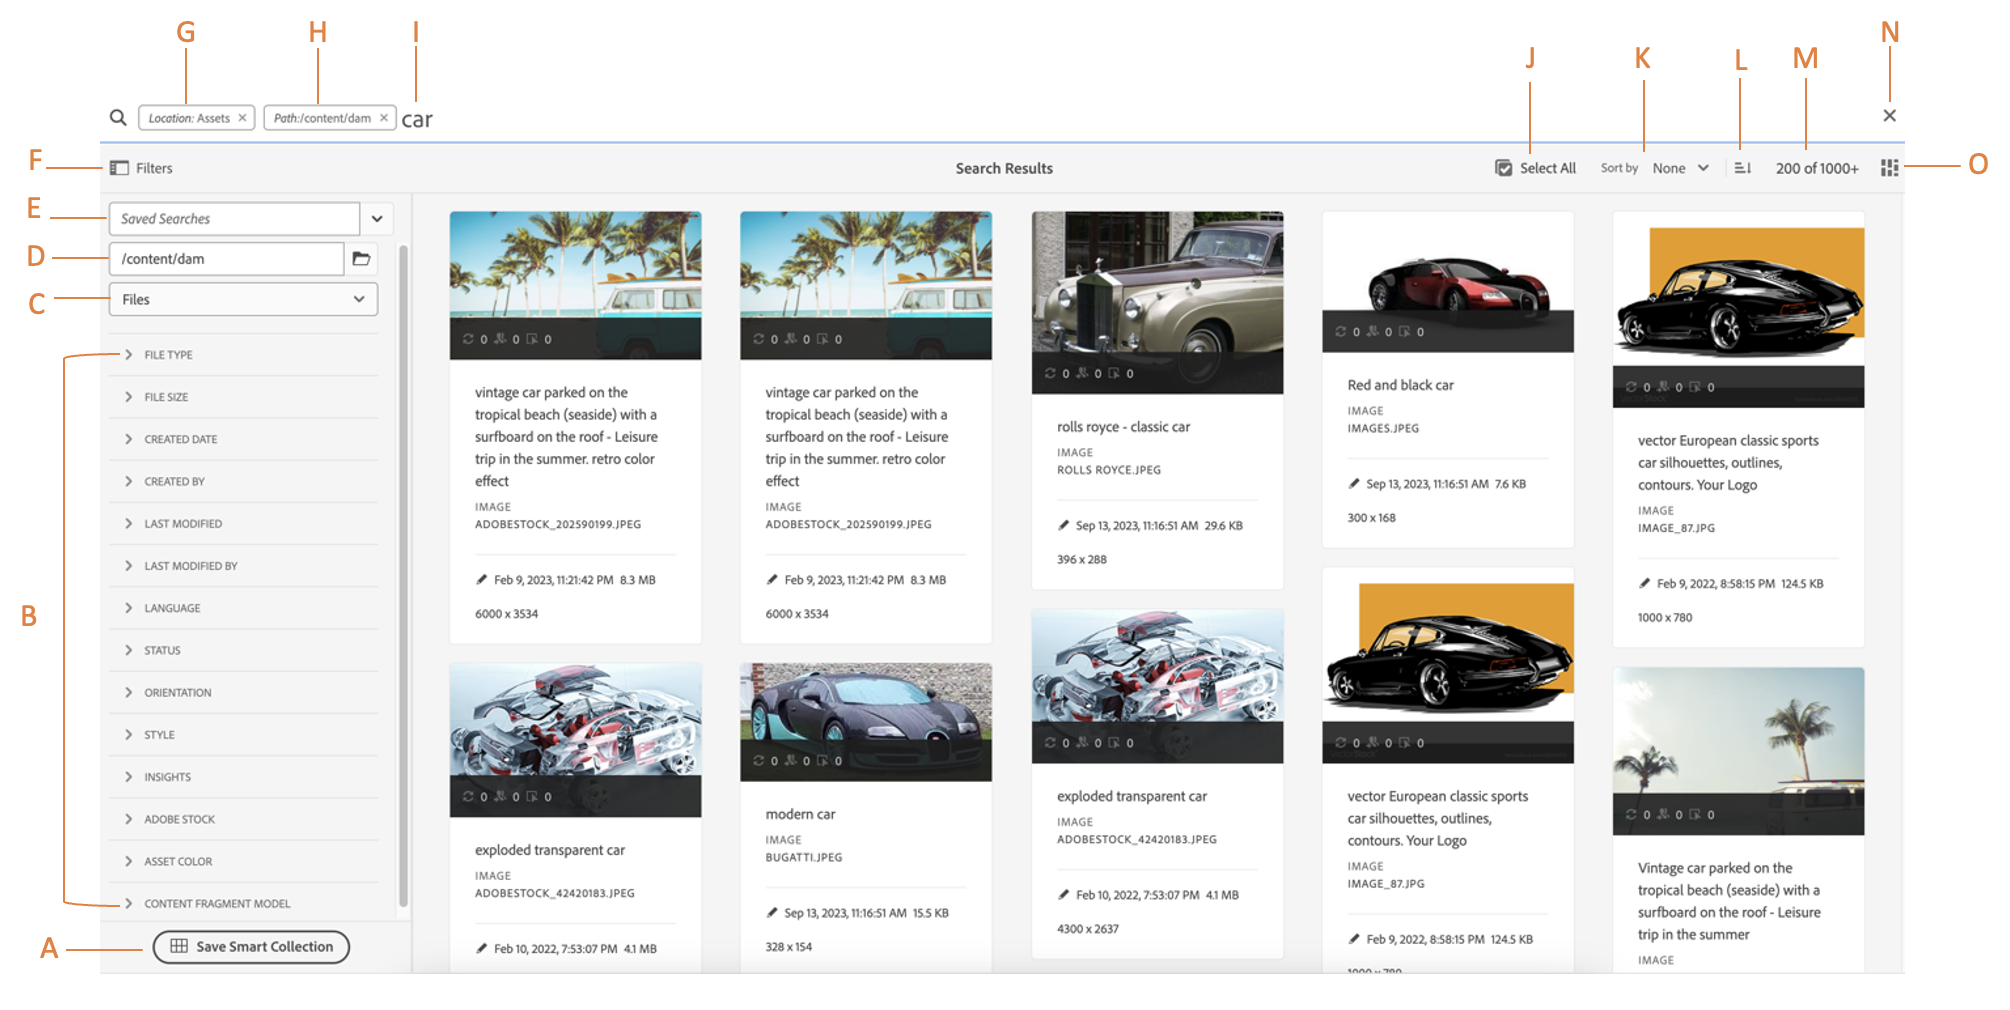 G
H
I
J
K
L
M
N
Location: Assets ×
Path:/content/dam ×
car
F
Filters
Search Results
Select All
Sort by None
200 of 1000+
O
E
Saved Searches
D
/content/dam
C
Files
B
FILE TYPE
FILE SIZE
CREATED DATE
CREATED BY
LAST MODIFIED
LAST MODIFIED BY
LANGUAGE
STATUS
ORIENTATION
STYLE
INSIGHTS
ADOBE STOCK
ASSET COLOR
CONTENT FRAGMENT MODEL
A
Save Smart Collection
0 0 0
vintage car parked on the
tropical beach (seaside) with a
surfboard on the roof - Leisure
trip in the summer. retro color
effect
IMAGE
ADOBESTOCK_202590199.JPEG
Feb 9, 2023, 11:21:42 PM 8.3 MB
6000 x 3534
0 0 0
exploded transparent car
IMAGE
ADOBESTOCK_42420183.JPEG
Feb 10, 2022, 7:53:07 PM 4.1 MB
0 0 0
vintage car parked on the
tropical beach (seaside) with a
surfboard on the roof - Leisure
trip in the summer. retro color
effect
IMAGE
ADOBESTOCK_202590199.JPEG
Feb 9, 2023, 11:21:42 PM 8.3 MB
6000 x 3534
0 0 0
modern car
IMAGE
BUGATTI.JPEG
Sep 13, 2023, 11:16:51 AM 15.5 KB
328 x 154
0 0 0
rolls royce - classic car
IMAGE
ROLLS ROYCE.JPEG
Sep 13, 2023, 11:16:51 AM 29.6 KB
396 x 288
0 0 0
exploded transparent car
IMAGE
ADOBESTOCK_42420183.JPEG
Feb 10, 2022, 7:53:07 PM 4.1 MB
4300 x 2637
0 0 0
Red and black car
IMAGE
IMAGES.JPEG
Sep 13, 2023, 11:16:51 AM 7.6 KB
300 x 168
0 0 0
vector European classic sports
car silhouettes, outlines,
contours. Your Logo
IMAGE
IMAGE_87.JPG
Feb 9, 2022, 8:58:15 PM 124.5 KB
1000 x 780
0 0 0
VectorStock
vector European classic sports
car silhouettes, outlines,
contours. Your Logo
IMAGE
IMAGE_87.JPG
Feb 9, 2022, 8:58:15 PM 124.5 KB
1000 x 780
0 0 0
Vintage car parked on the
tropical beach (seaside) with a
surfboard on the roof - Leisure
trip in the summer
IMAGE